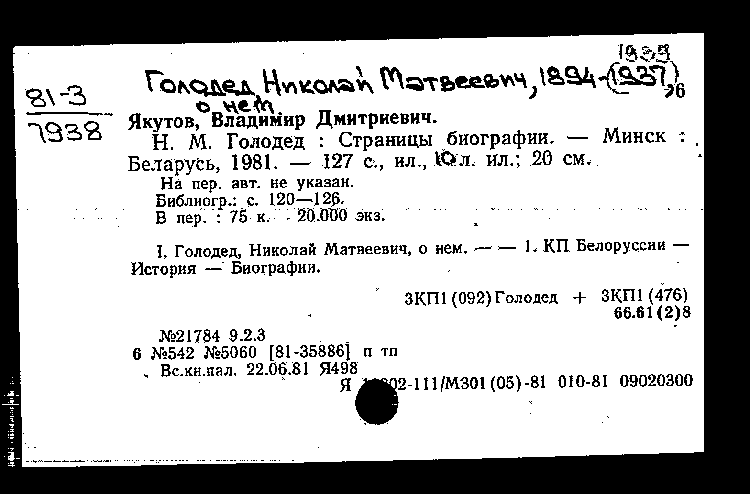 1939
Голодед Николай Матвеевич, 1894-(1937),
о нем
81-3
7938
Якутов, Владимир Дмитриевич.
Н. М. Голодед : Страницы биографии. — Минск :
Беларусь, 1981. — 127 с., ил., 10 л. ил.; 20 см.
На пер. авт. не указан.
Библиогр.: с. 120—126.
В пер. : 75 к. 20.000 экз.
1. Голодед, Николай Матвеевич, о нем. — — 1. КП Белоруссии —
История — Биографии.
3КП1(092)Голодед + 3КП1(476)
66.61(2)8
№21784 9.2.3
6 №542 №5060 [81-35886] п тп
Вс.кн.пал. 22.06.81 Я498
Я 02-111/М301(05)-81 010-81 09020300